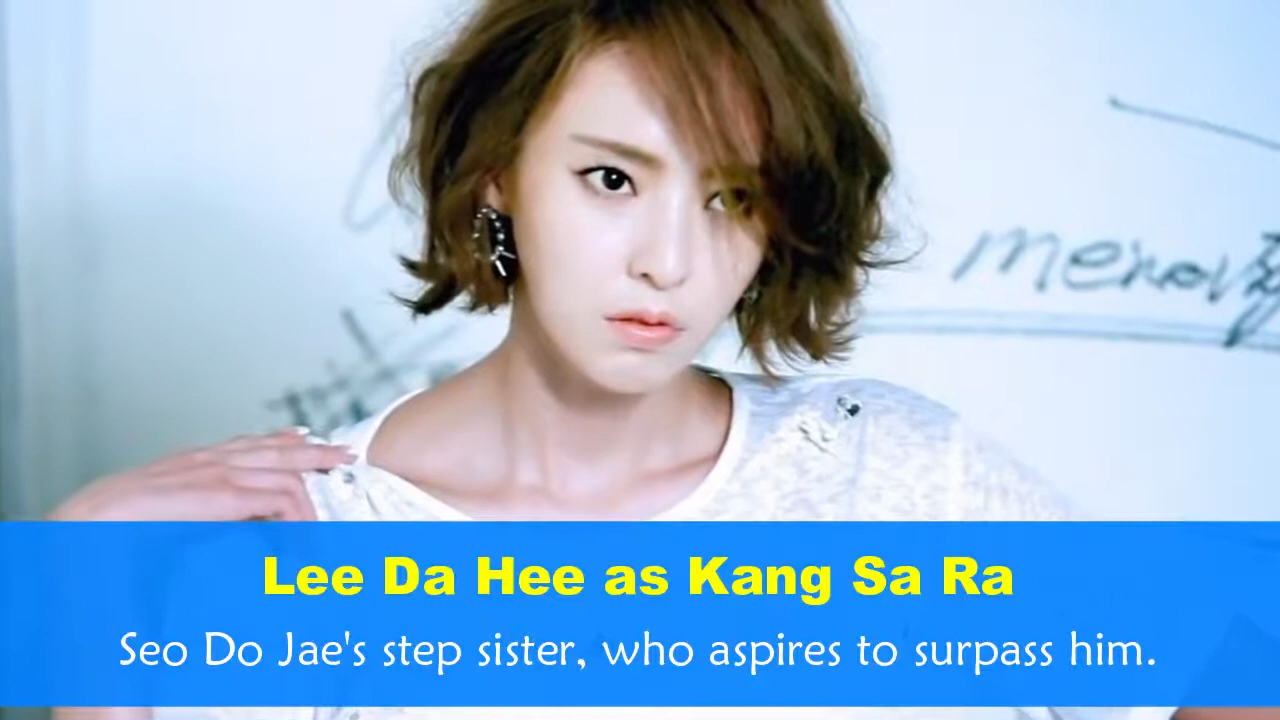 Lee Da Hee as Kang Sa Ra
Seo Do Jae's step sister, who aspires to surpass him.